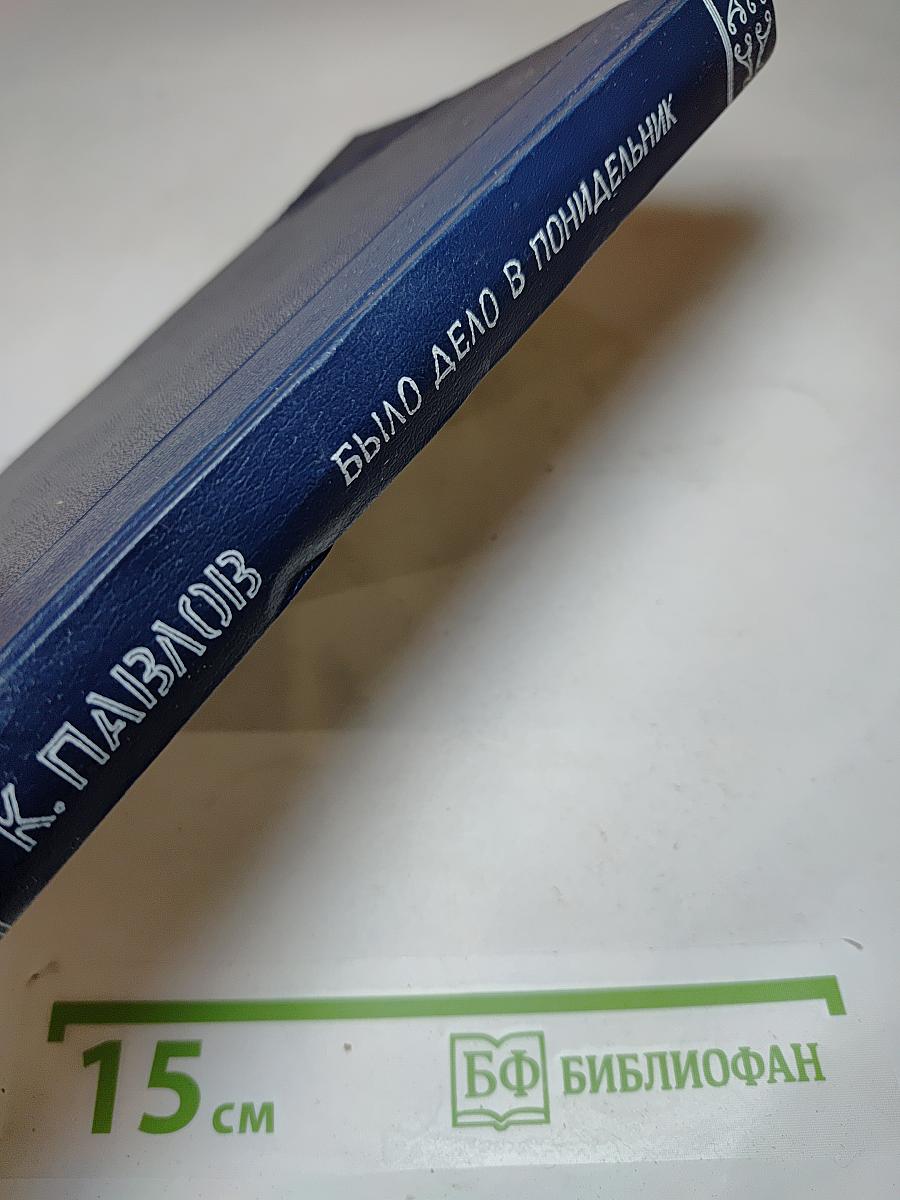 К. ПАВЛОВ
БЫЛО ДЕЛО В ПОНИДЕЛЬНИК
15 см
БФ БИБЛИОФАН